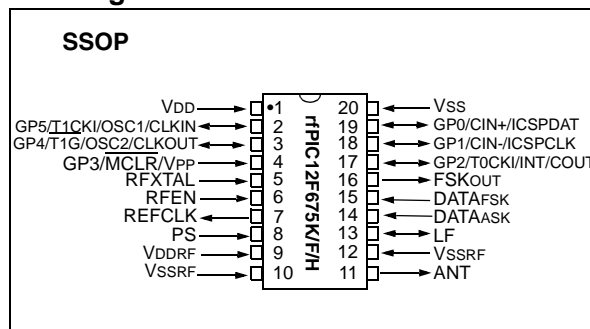 SSOP
VDD 1 20 VSS
GP5/T1CKI/OSC1/CLKIN 2 19 GP0/CIN+/ICSPDAT
GP4/T1G/OSC2/CLKOUT 3 18 GP1/CIN-/ICSPCLK
GP3/MCLR/VPP 4 17 GP2/T0CKI/INT/COUT
RFXTAL 5 16 FSKOUT
RFEN 6 15 DATAFSK
REFCLK 7 14 DATAASK
PS 8 13 LF
VDDRF 9 12 VSSRF
VSSRF 10 11 ANT
rfPIC12F675K/F/H